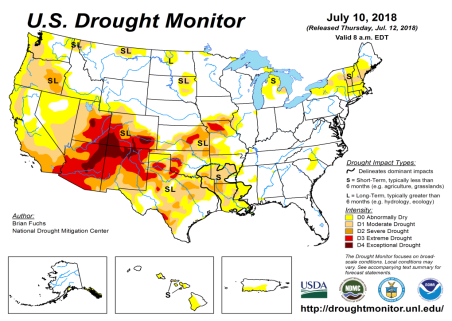 U.S. Drought Monitor
July 10, 2018
(Released Thursday, Jul. 12, 2018)
Valid 8 a.m. EDT
SL
SL
L
SL
SL
S
S
SL
SL
S
SL
S
Author:
Brian Fuchs
National Drought Mitigation Center
Drought Impact Types:
Delineates dominant impacts
S = Short-Term, typically less than
6 months (e.g. agriculture, grasslands)
L = Long-Term, typically greater than
6 months (e.g. hydrology, ecology)
Intensity:
D0 Abnormally Dry
D1 Moderate Drought
D2 Severe Drought
D3 Extreme Drought
D4 Exceptional Drought
The Drought Monitor focuses on broad-
scale conditions. Local conditions may
vary. See accompanying text summary for
forecast statements.
USDA
NDMC
http://droughtmonitor.unl.edu/